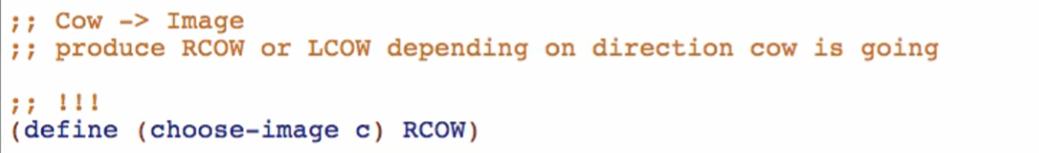 ;; Cow -> Image
;; produce RCOW or LCOW depending on direction cow is going
;; !!!
(define (choose-image c) RCOW)